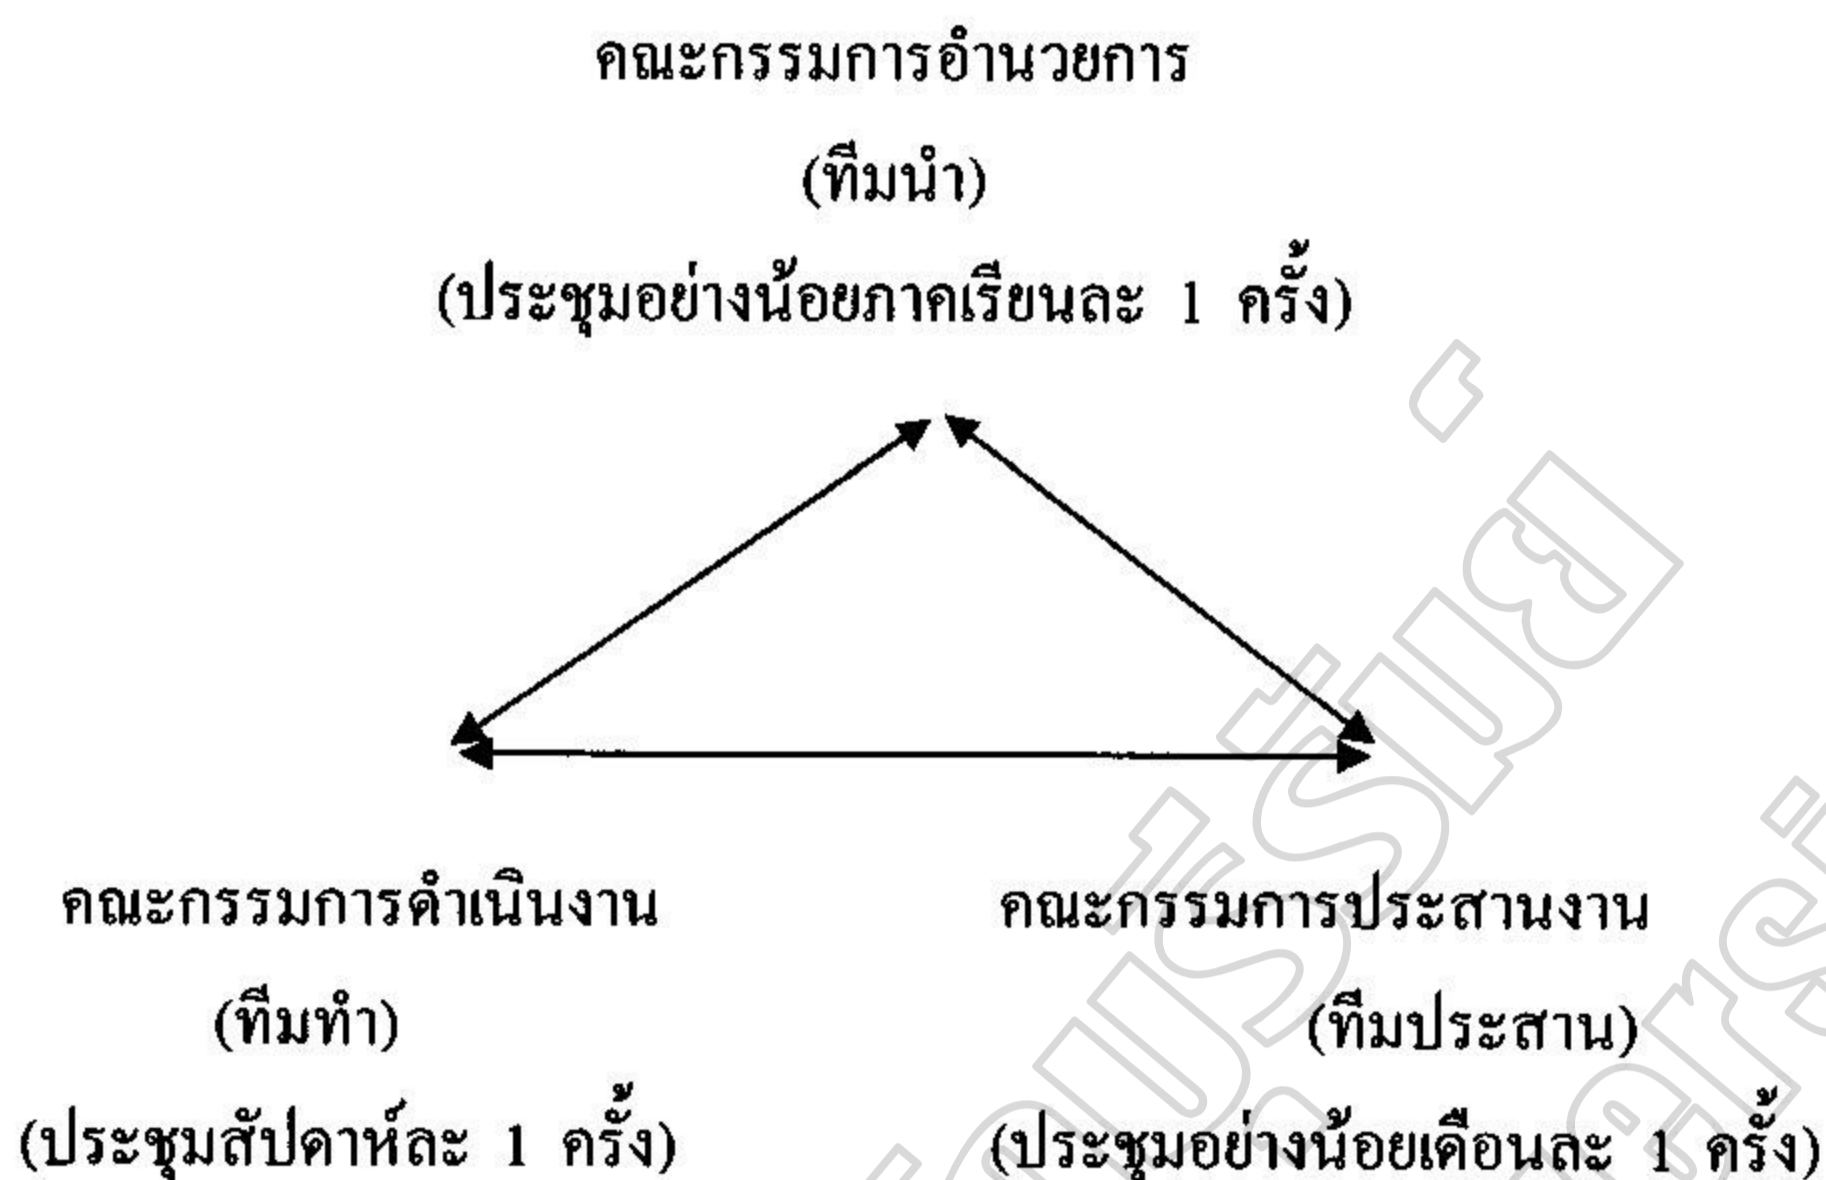 คณะกรรมการอำนวยการ
(ทีมนำ)
(ประชุมอย่างน้อยภาคเรียนละ 1 ครั้ง)
คณะกรรมการดำเนินงาน
(ทีมทำ)
(ประชุมสัปดาห์ละ 1 ครั้ง)
คณะกรรมการประสานงาน
(ทีมประสาน)
(ประชุมอย่างน้อยเดือนละ 1 ครั้ง)